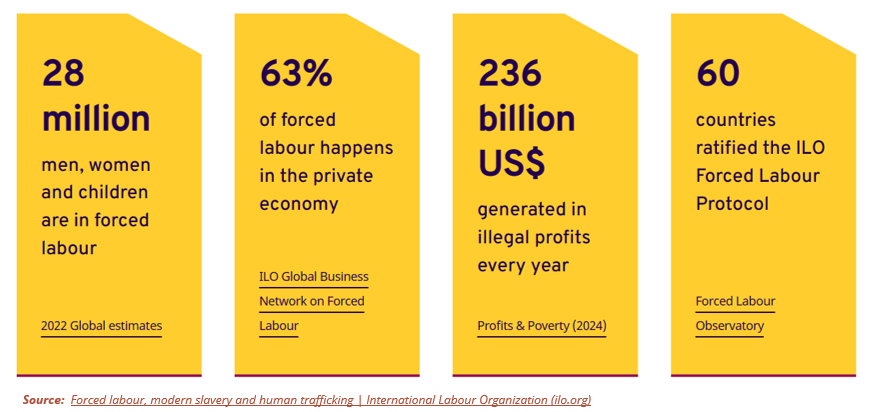 28
million
men, women
and children
are in forced
labour
2022 Global estimates
63%
of forced
labour happens
in the private
economy
ILO Global Business
Network on Forced
Labour
236
billion
US$
generated in
illegal profits
every year
Profits & Poverty (2024)
60
countries
ratified the ILO
Forced Labour
Protocol
Forced Labour
Observatory
Source: Forced labour, modern slavery and human trafficking | International Labour Organization (ilo.org)